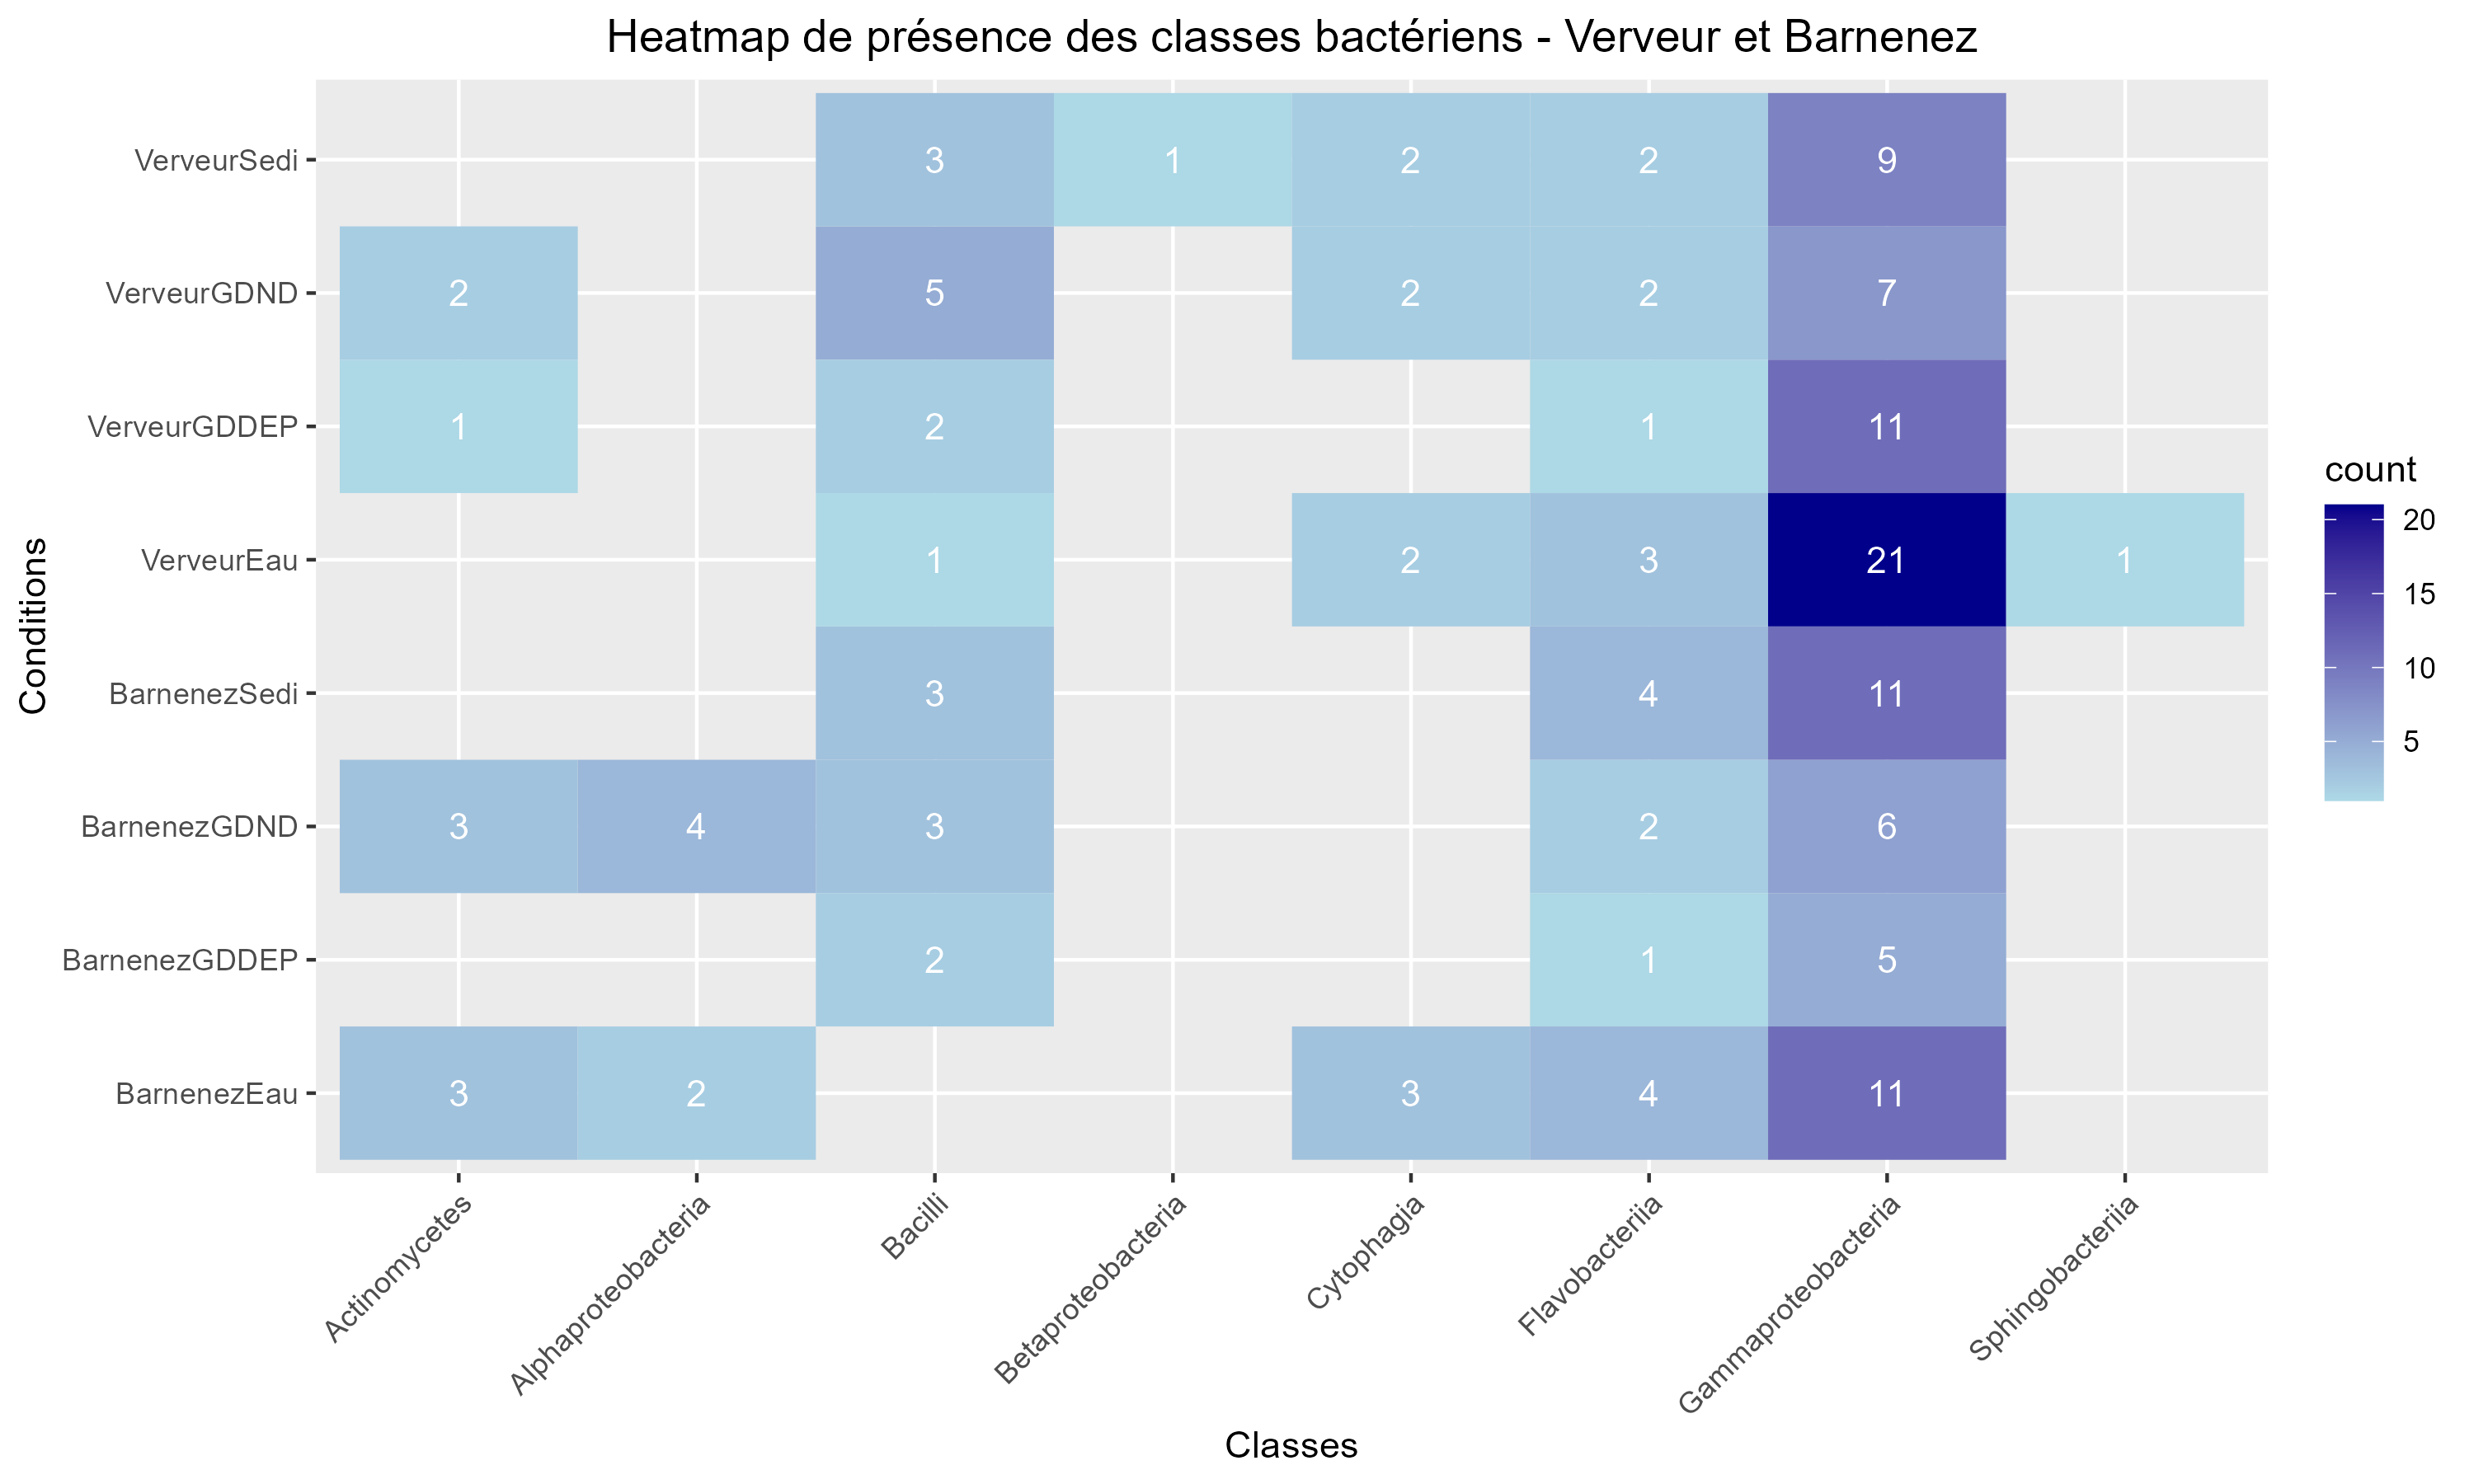 Heatmap de présence des classes bactériens - Verveur et Barnenez
Conditions
VerveurSedi 3 1 2 2 9
VerveurGDND 2 5 2 2 7
VerveurGDDEP 1 2 1 11
VerveurEau 1 2 3 21 1
BarnenezSedi 3 4 11
BarnenezGDND 3 4 3 2 6
BarnenezGDDEP 2 1 5
BarnenezEau 3 2 3 4 11
Actinomycetes
Alphaproteobacteria
Bacilli
Betaproteobacteria
Cytophagia
Flavobacteriia
Gammaproteobacteria
Sphingobacteriia
Classes
count
20
15
10
5